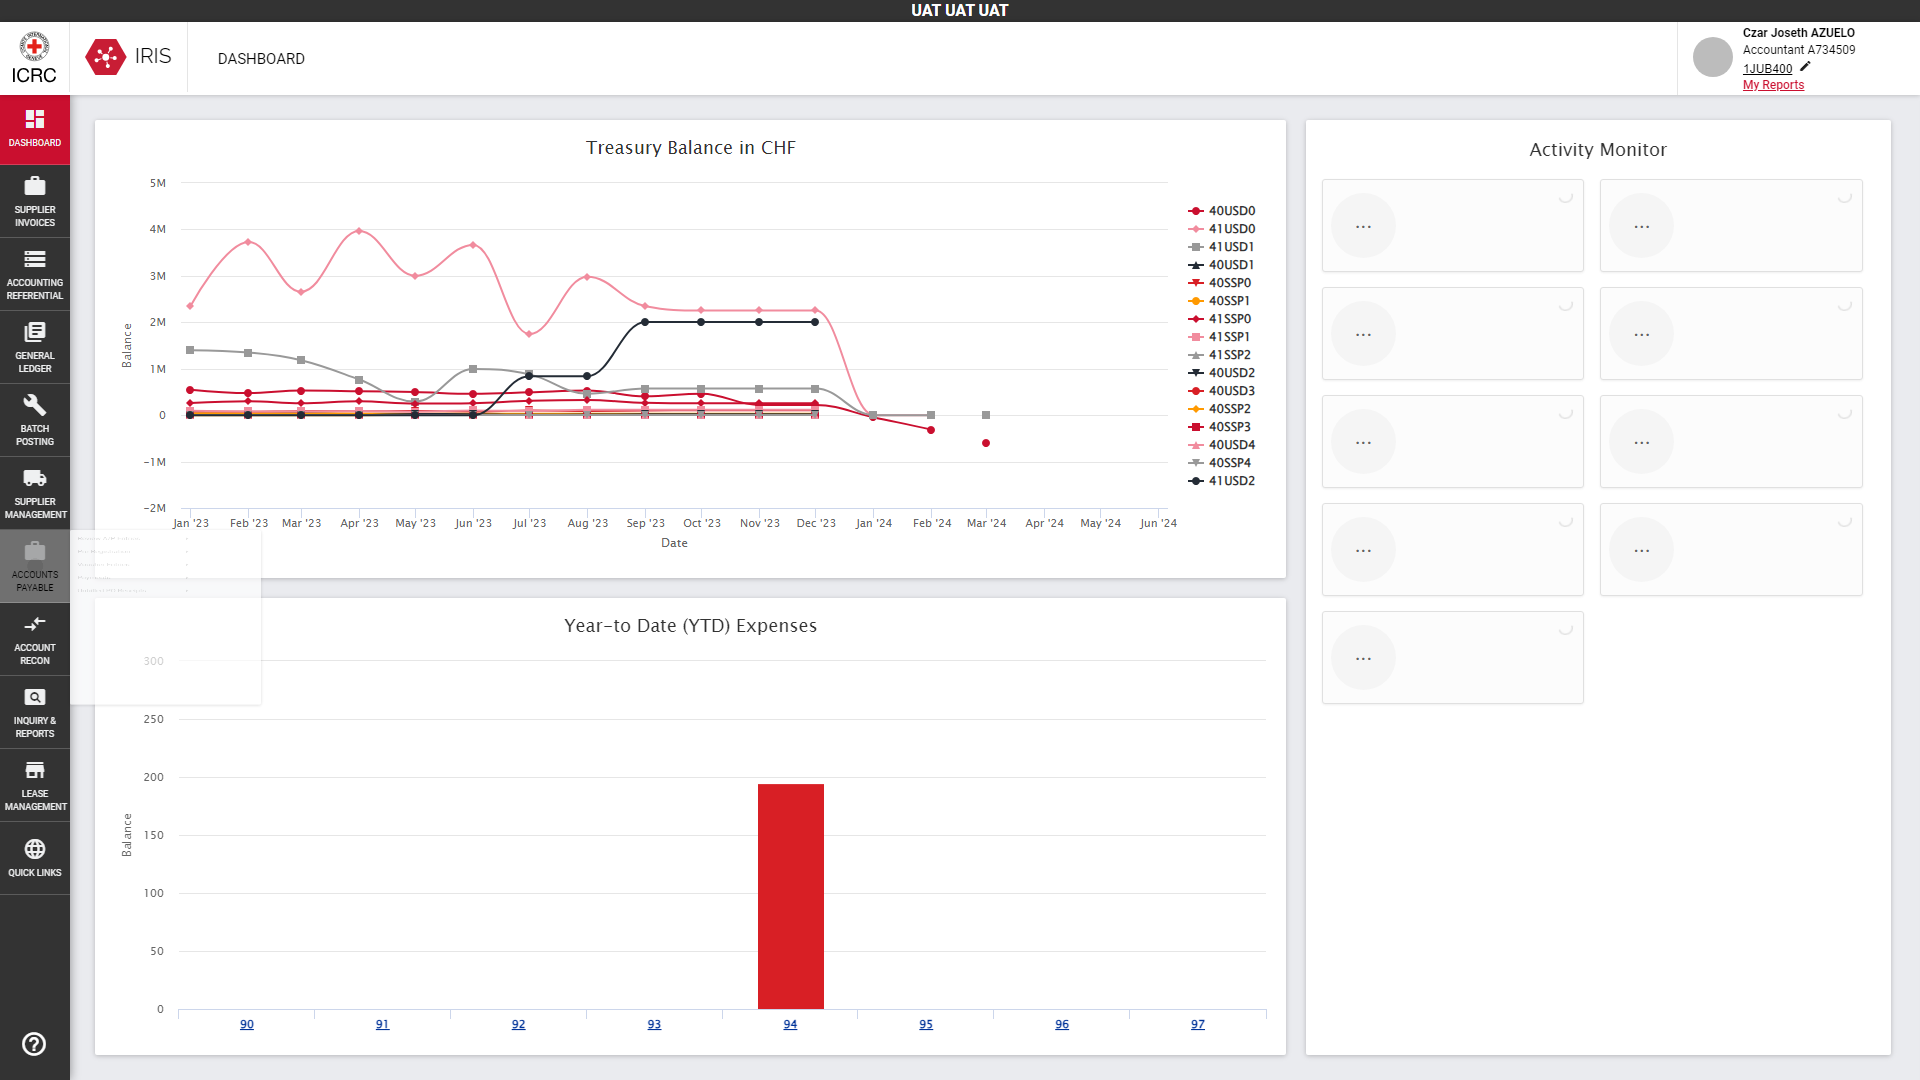 UAT UAT UAT
ICRC
IRIS
DASHBOARD
Czar Joseth AZUELO
Accountant A734509
1JUB400
My Reports
DASHBOARD
SUPPLIER
INVOICES
ACCOUNTING
REFERENTIAL
GENERAL
LEDGER
BATCH
POSTING
SUPPLIER
MANAGEMENT
ACCOUNTS
PAYABLE
ACCOUNT
RECON
INQUIRY &
REPORTS
LEASE
MANAGEMENT
QUICK LINKS
Treasury Balance in CHF
5M
4M
3M
2M
1M
0
-1M
-2M
Balance
Jan '23 Feb '23 Mar '23 Apr '23 May '23 Jun '23 Jul '23 Aug '23 Sep '23 Oct '23 Nov '23 Dec '23 Jan '24 Feb '24 Mar '24 Apr '24 May '24 Jun '24
Date
40USD0
41USD0
41USD1
40USD1
40SSP0
40SSP1
41SSP0
41SSP1
41SSP2
40USD2
40USD3
40SSP2
40SSP3
40USD4
40SSP4
41USD2
Year-to Date (YTD) Expenses
300
250
200
150
100
50
0
Balance
90 91 92 93 94 95 96 97
Activity Monitor
... ...
... ...
... ...
... ...
...